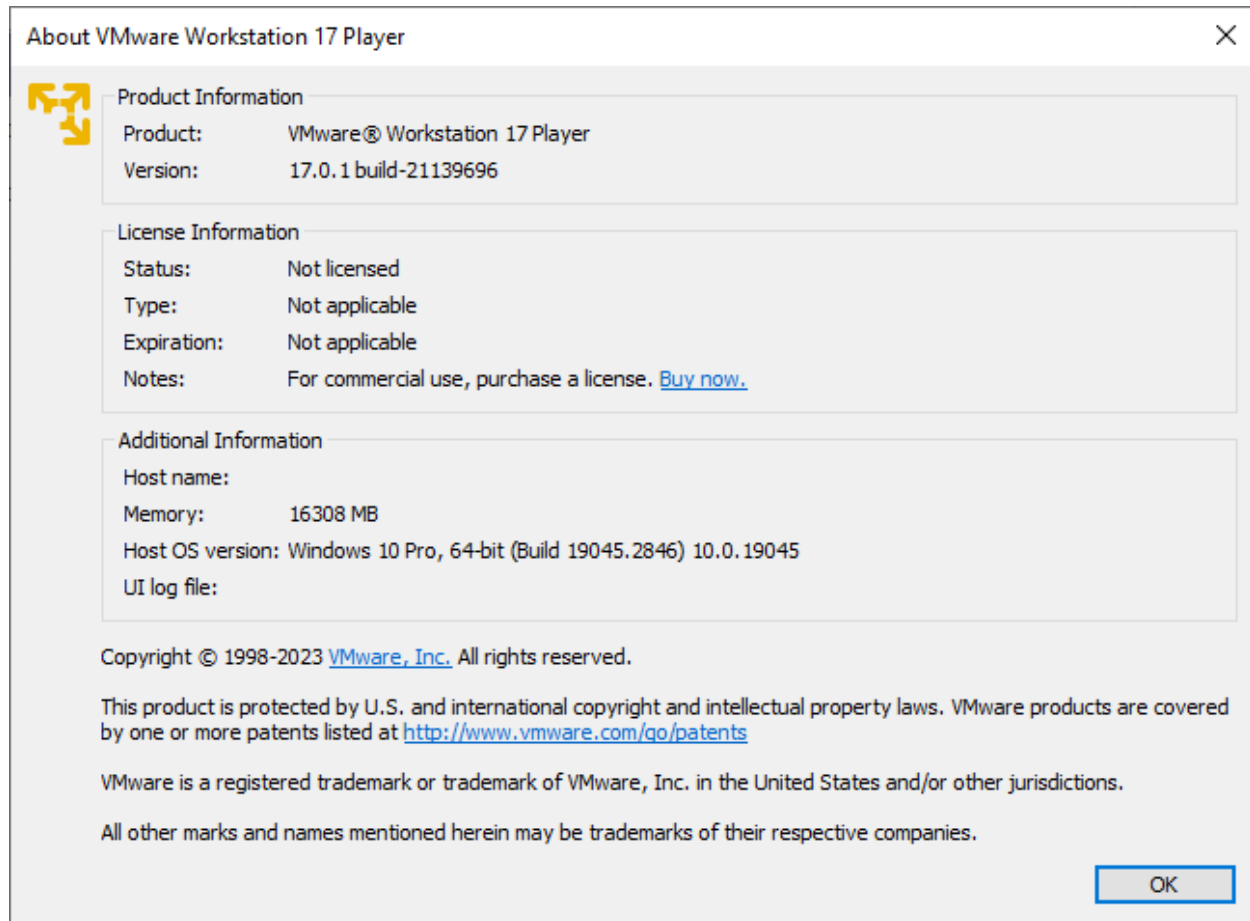 About VMware Workstation 17 Player
Product Information
Product: VMware® Workstation 17 Player
Version: 17.0.1 build-21139696
License Information
Status: Not licensed
Type: Not applicable
Expiration: Not applicable
Notes: For commercial use, purchase a license. Buy now.
Additional Information
Host name:
Memory: 16308 MB
Host OS version: Windows 10 Pro, 64-bit (Build 19045.2846) 10.0.19045
UI log file:
Copyright © 1998-2023 VMware, Inc. All rights reserved.
This product is protected by U.S. and international copyright and intellectual property laws. VMware products are covered
by one or more patents listed at http://www.vmware.com/go/patents
VMware is a registered trademark or trademark of VMware, Inc. in the United States and/or other jurisdictions.
All other marks and names mentioned herein may be trademarks of their respective companies.
OK